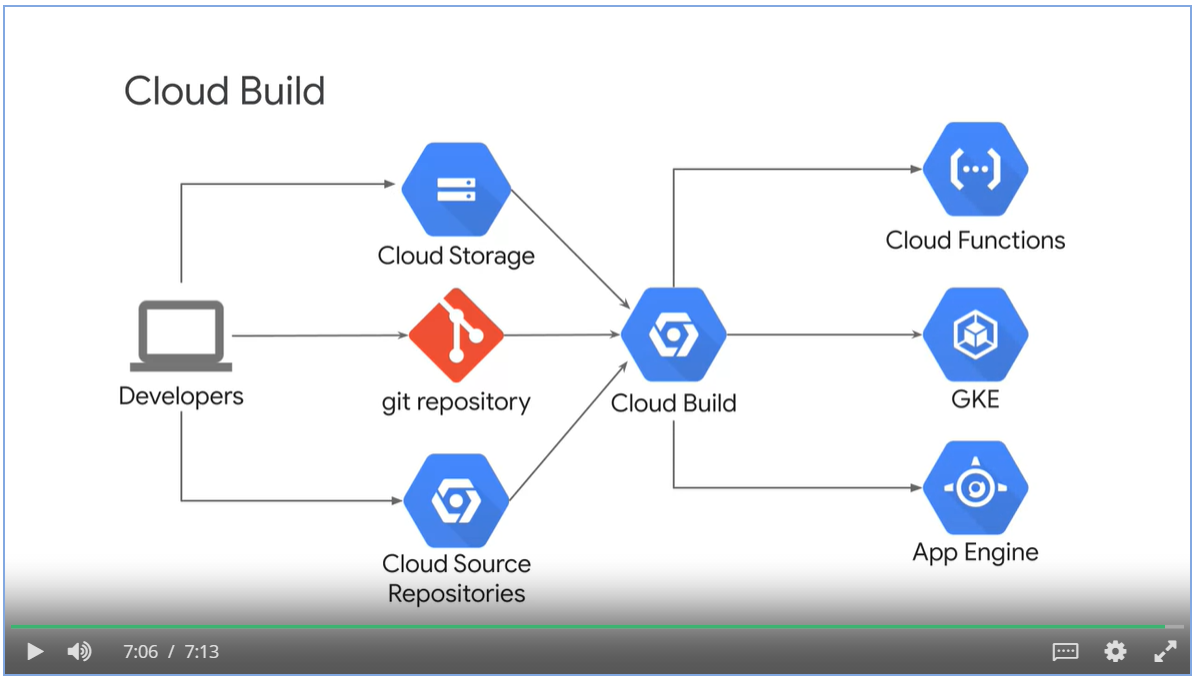 Cloud Build
Cloud Storage
Cloud Functions
Developers
git repository
Cloud Build
GKE
Cloud Source
Repositories
App Engine
7:06 / 7:13